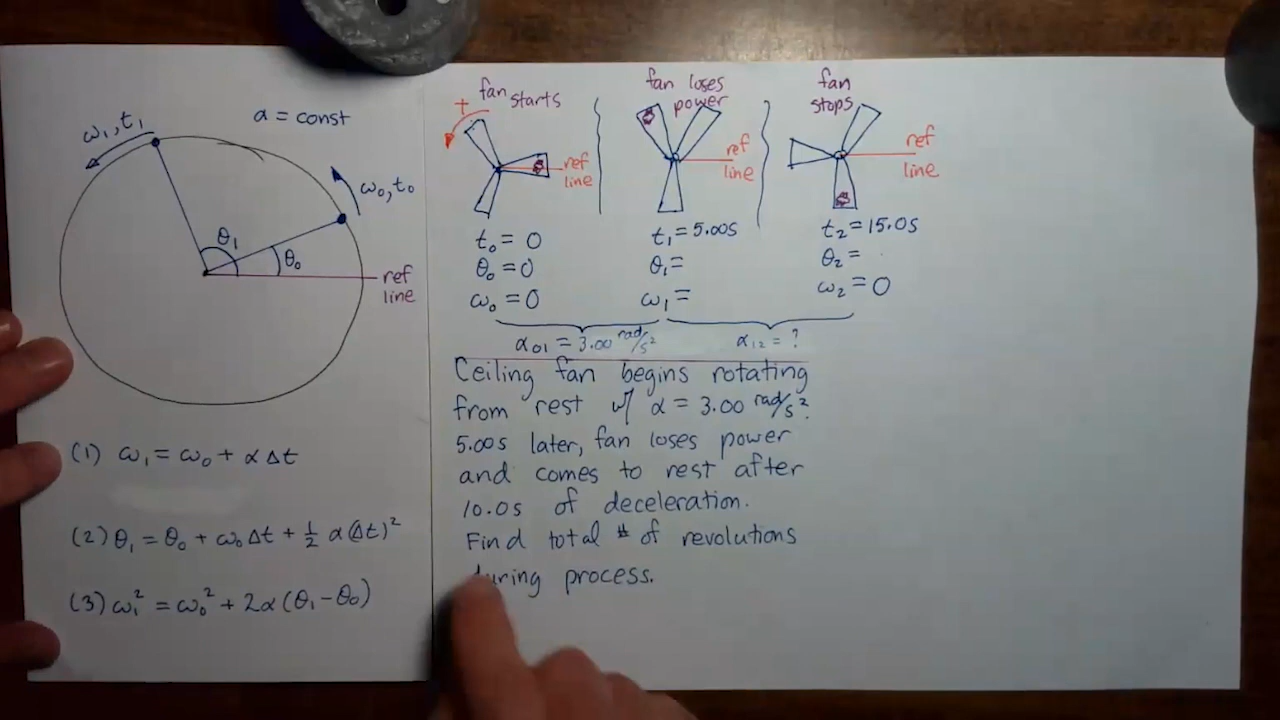 α = const
ω₁, t₁
ω₀, t₀
θ₁
θ₀
ref
line
(1) ω₁ = ω₀ + αΔt
(2) θ₁ = θ₀ + ω₀Δt + ½ α(Δt)²
(3) ω₁² = ω₀² + 2α(θ₁ − θ₀)
fan starts
+
ref
line
t₀ = 0
θ₀ = 0
ω₀ = 0
fan loses
power
ref
line
t₁ = 5.00s
θ₁ =
ω₁ =
fan
stops
ref
line
t₂ = 15.0s
θ₂ =
ω₂ = 0
α₀₁ = 3.00 rad/s²
α₁₂ = ?
Ceiling fan begins rotating
from rest w/ α = 3.00 rad/s².
5.00s later, fan loses power
and comes to rest after
10.0s of deceleration.
Find total # of revolutions
during process.